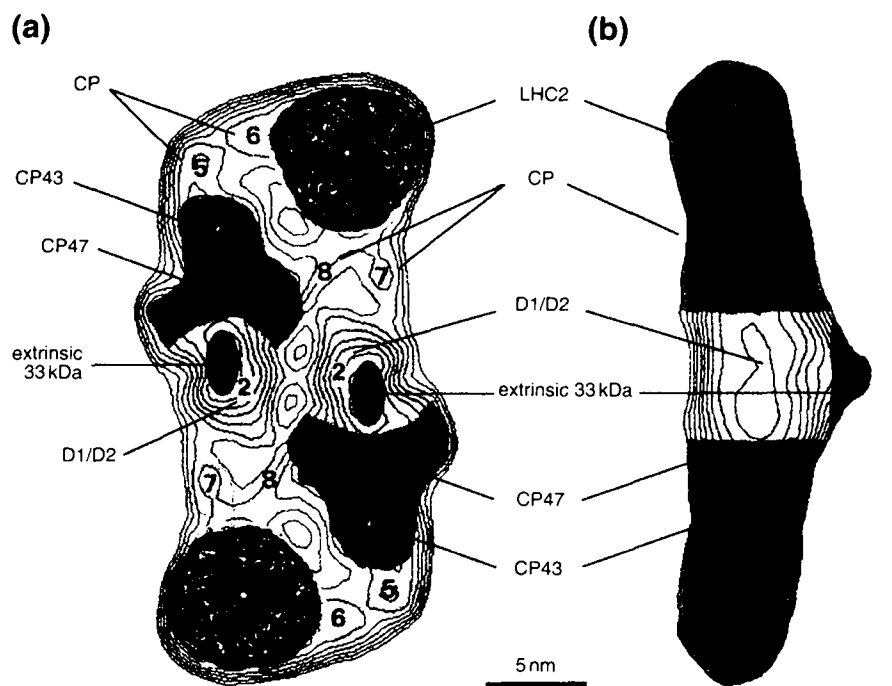 (a)
(b)
CP
LHC2
6
5
CP43
CP
CP47
8
7
D1/D2
extrinsic
33 kDa
2
2
extrinsic 33 kDa
D1/D2
7
8
CP47
CP43
5
6
5 nm